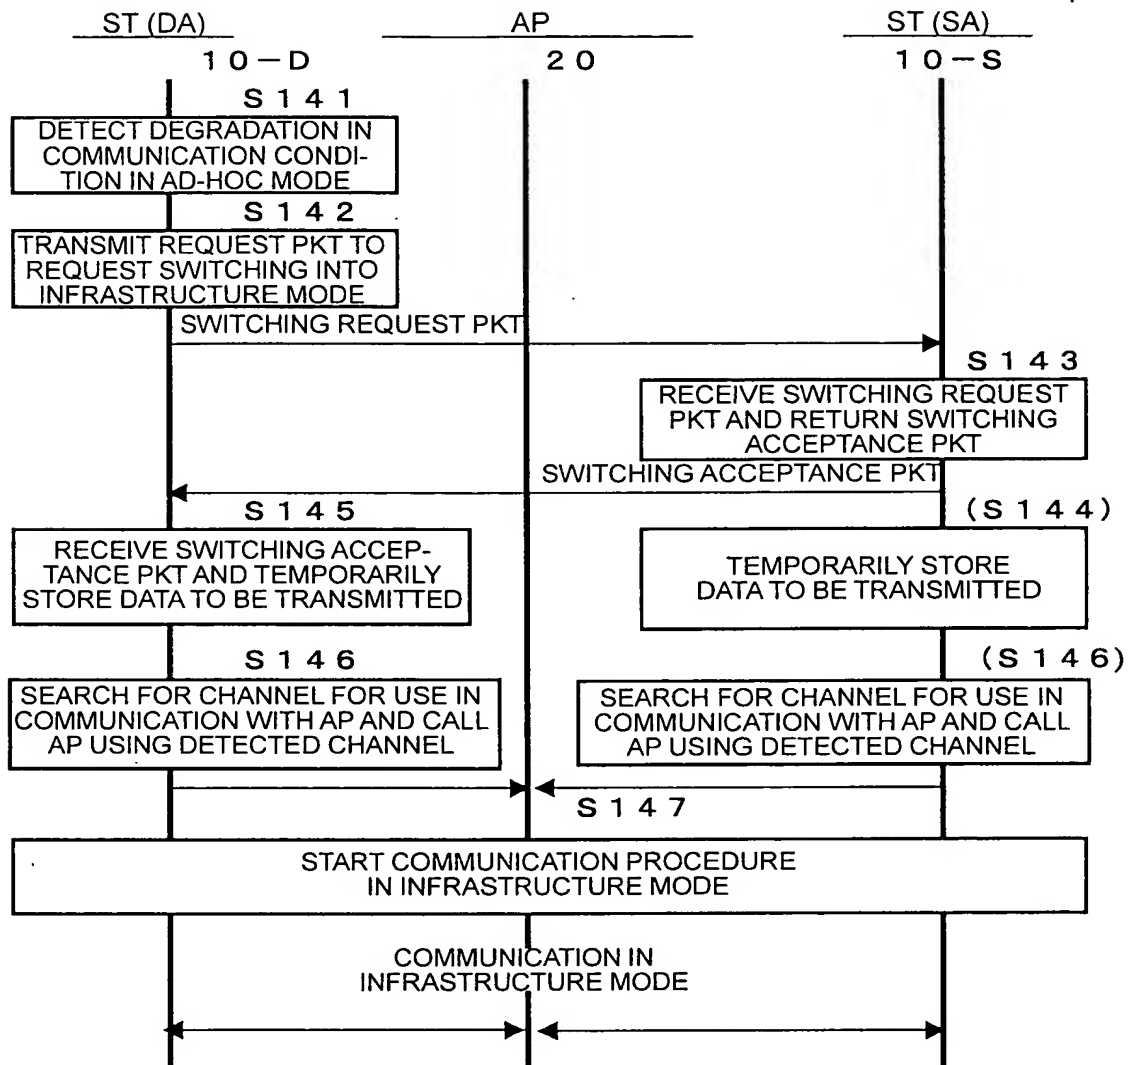 ST (DA)
AP
ST (SA)
10-D
20
10-S
S141
DETECT DEGRADATION IN
COMMUNICATION CONDI-
TION IN AD-HOC MODE
S142
TRANSMIT REQUEST PKT TO
REQUEST SWITCHING INTO
INFRASTRUCTURE MODE
SWITCHING REQUEST PKT
S143
RECEIVE SWITCHING REQUEST
PKT AND RETURN SWITCHING
ACCEPTANCE PKT
SWITCHING ACCEPTANCE PKT
S145
RECEIVE SWITCHING ACCEP-
TANCE PKT AND TEMPORARILY
STORE DATA TO BE TRANSMITTED
(S144)
TEMPORARILY STORE
DATA TO BE TRANSMITTED
S146
SEARCH FOR CHANNEL FOR USE IN
COMMUNICATION WITH AP AND CALL
AP USING DETECTED CHANNEL
(S146)
SEARCH FOR CHANNEL FOR USE IN
COMMUNICATION WITH AP AND CALL
AP USING DETECTED CHANNEL
S147
START COMMUNICATION PROCEDURE
IN INFRASTRUCTURE MODE
COMMUNICATION IN
INFRASTRUCTURE MODE